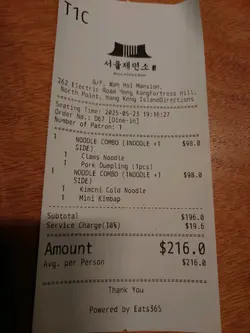 T1C
서울제면소
G/F, Wah Hoi Mansion,
262 Electric Road Hong Kongfortress Hill,
North Point, Hong Kong IslandDirections
Seating Time: 2025-05-23 19:16:27
Order No.: D67 [Dine-in]
Number of Patron: 1
1 NOODLE COMBO (1NOODLE +1 SIDE) $98.0
1 Clams Noodle
1 Pork Dumpling (1pcs)
1 NOODLE COMBO (1NOODLE +1 SIDE) $98.0
1 Kimchi Cold Noodle
1 Mini Kimbap
Subtotal $196.0
Service Charge(10%) $19.6
Amount $216.0
Avg. per Person $216.0
Thank You
Powered by Eats365